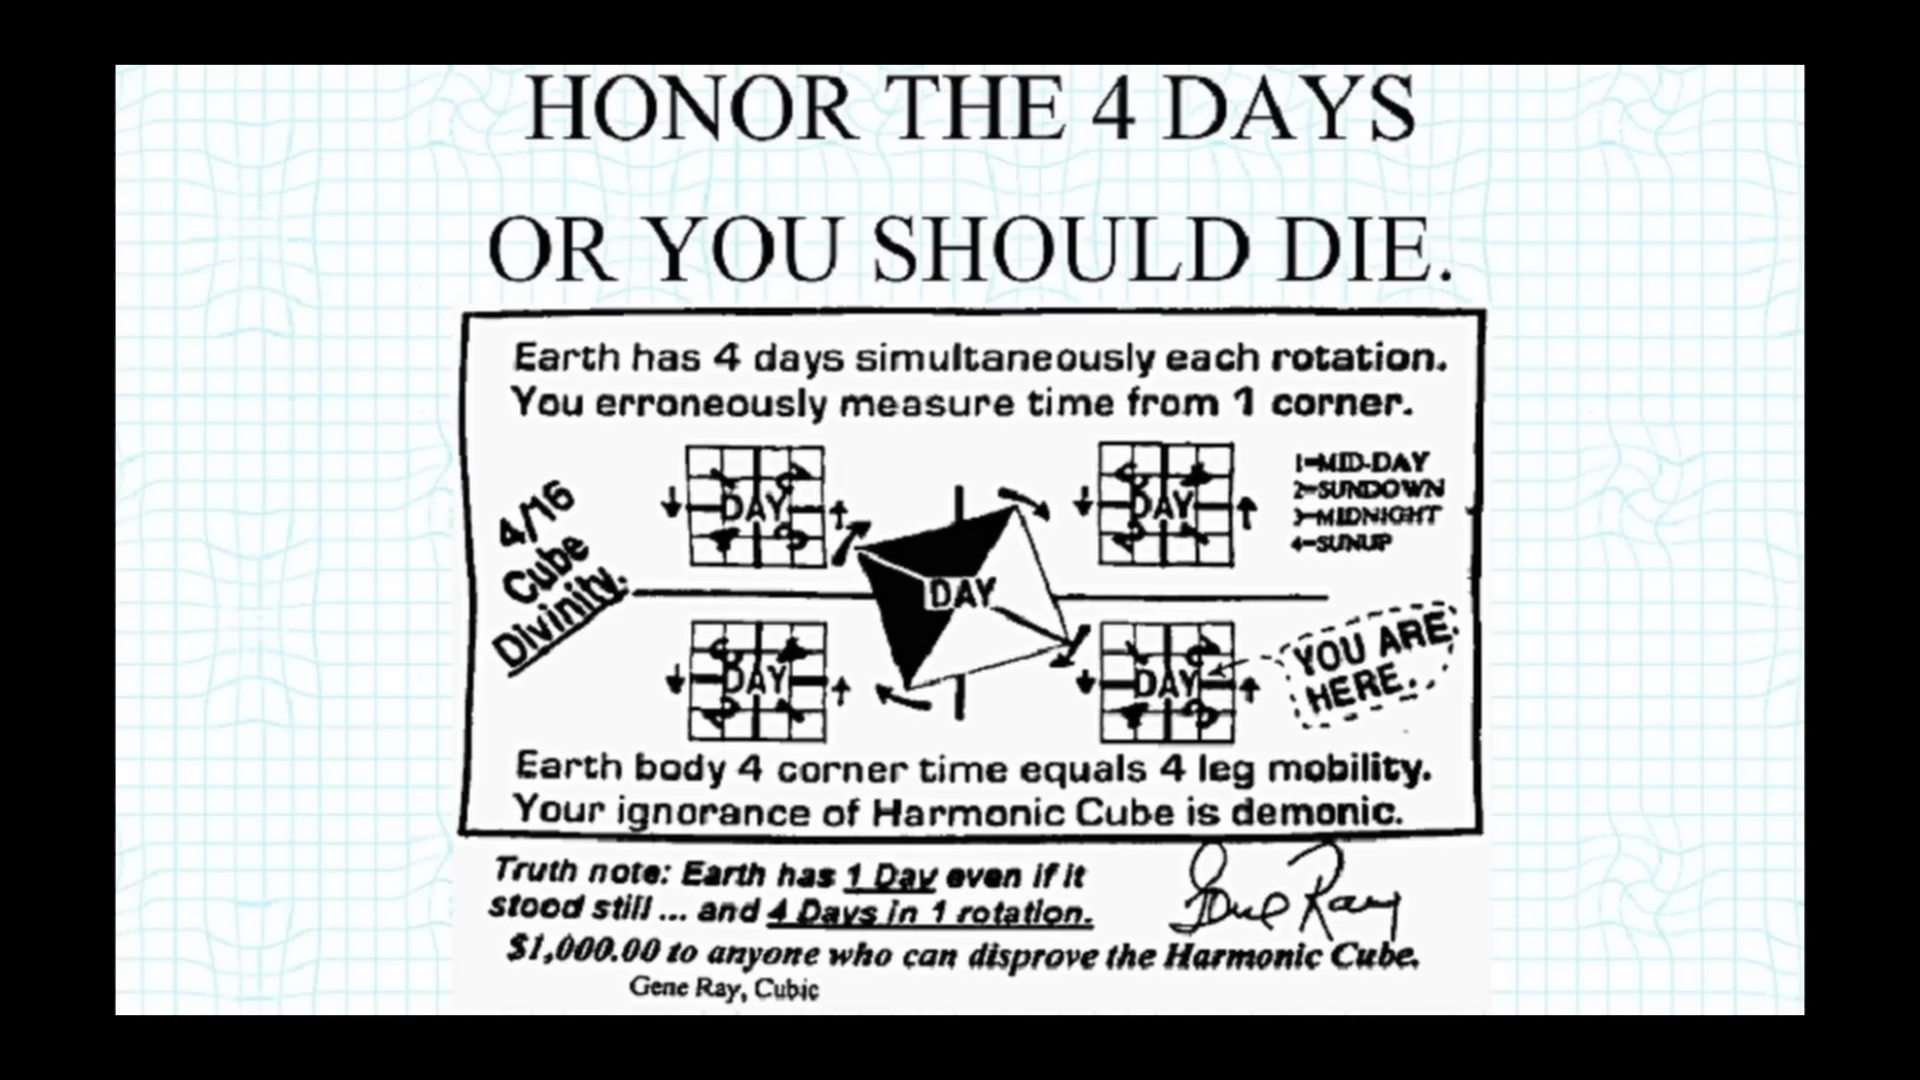 HONOR THE 4 DAYS
OR YOU SHOULD DIE.
Earth has 4 days simultaneously each rotation.
You erroneously measure time from 1 corner.
4/16
Cube
Divinity.
DAY
DAY
1-MID-DAY
2-SUNDOWN
3-MIDNIGHT
4-SUNUP
DAY
DAY
DAY
YOU ARE
HERE.
Earth body 4 corner time equals 4 leg mobility.
Your ignorance of Harmonic Cube is demonic.
Truth note: Earth has 1 Day even if it
stood still ... and 4 Days in 1 rotation.
Gene Ray
$1,000.00 to anyone who can disprove the Harmonic Cube.
Gene Ray, Cubic